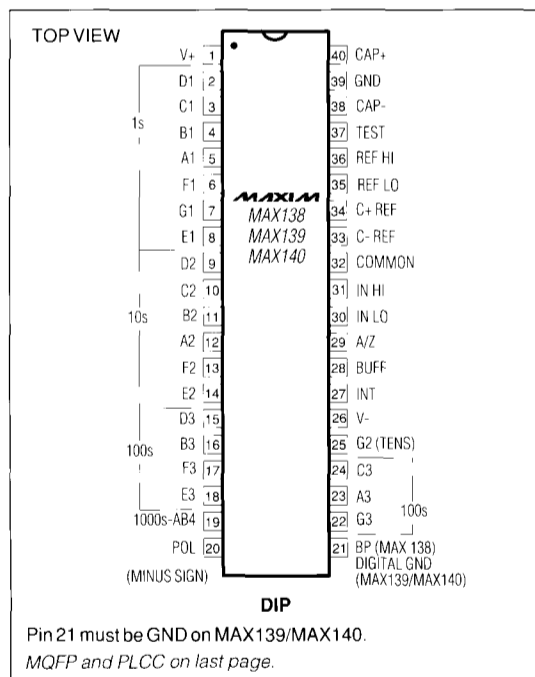 TOP VIEW
V+ 1
D1 2
C1 3
1s
B1 4
A1 5
F1 6
G1 7
E1 8
D2 9
C2 10
10s
B2 11
A2 12
F2 13
E2 14
D3 15
100s
B3 16
F3 17
E3 18
1000s-AB4 19
POL 20
(MINUS SIGN)
MAXIM
MAX138
MAX139
MAX140
40 CAP+
39 GND
38 CAP-
37 TEST
36 REF HI
35 REF LO
34 C+ REF
33 C- REF
32 COMMON
31 IN HI
30 IN LO
29 A/Z
28 BUFF
27 INT
26 V-
25 G2 (TENS)
24 C3
23 A3
100s
22 G3
21 BP (MAX 138)
DIGITAL GND
(MAX139/MAX140)
DIP
Pin 21 must be GND on MAX139/MAX140.
MQFP and PLCC on last page.